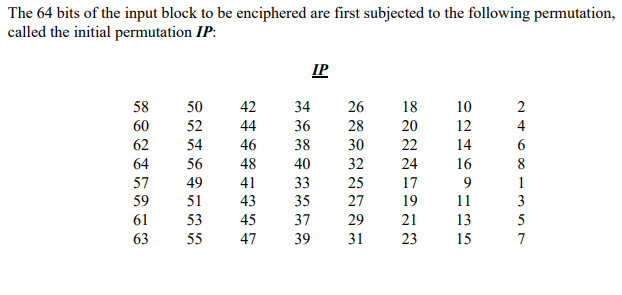 The 64 bits of the input block to be enciphered are first subjected to the following permutation,
called the initial permutation IP:
IP
58 50 42 34 26 18 10 2
60 52 44 36 28 20 12 4
62 54 46 38 30 22 14 6
64 56 48 40 32 24 16 8
57 49 41 33 25 17 9 1
59 51 43 35 27 19 11 3
61 53 45 37 29 21 13 5
63 55 47 39 31 23 15 7